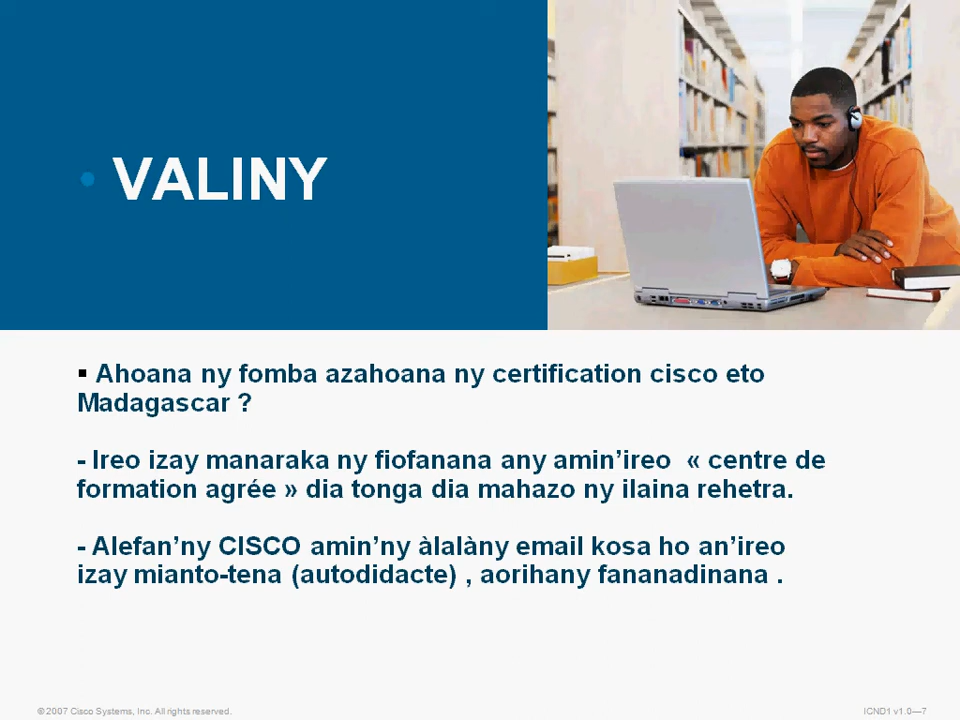 • VALINY
▪ Ahoana ny fomba azahoana ny certification cisco eto
Madagascar ?
- Ireo izay manaraka ny fiofanana any amin’ireo « centre de
formation agrée » dia tonga dia mahazo ny ilaina rehetra.
- Alefan’ny CISCO amin’ny àlalàny email kosa ho an’ireo
izay mianto-tena (autodidacte) , aorihany fananadinana .
© 2007 Cisco Systems, Inc. All rights reserved.
ICND1 v1.0—7